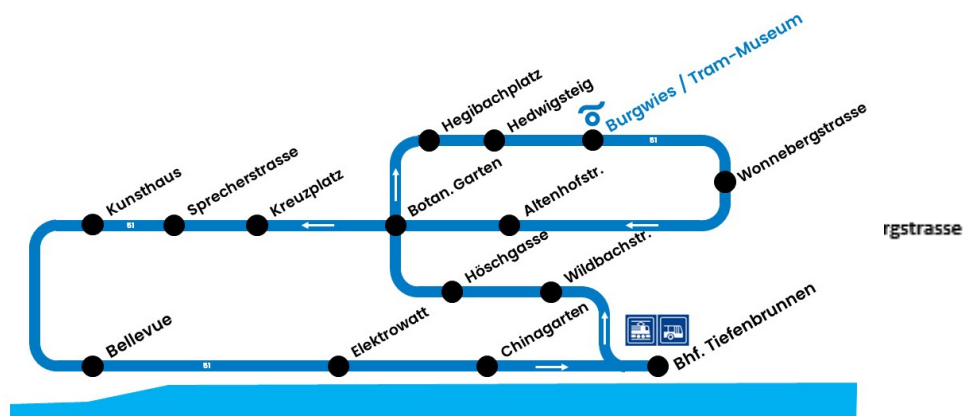 Burgwies / Tram-Museum
Hegibachplatz
Hedwigsteig
51
Wonnebergstrasse
Kunsthaus
Sprecherstrasse
Kreuzplatz
Botan. Garten
Altenhofstr.
51
rgstrasse
Höschgasse
Wildbachstr.
Bellevue
Elektrowatt
Chinagarten
Bhf. Tiefenbrunnen
51